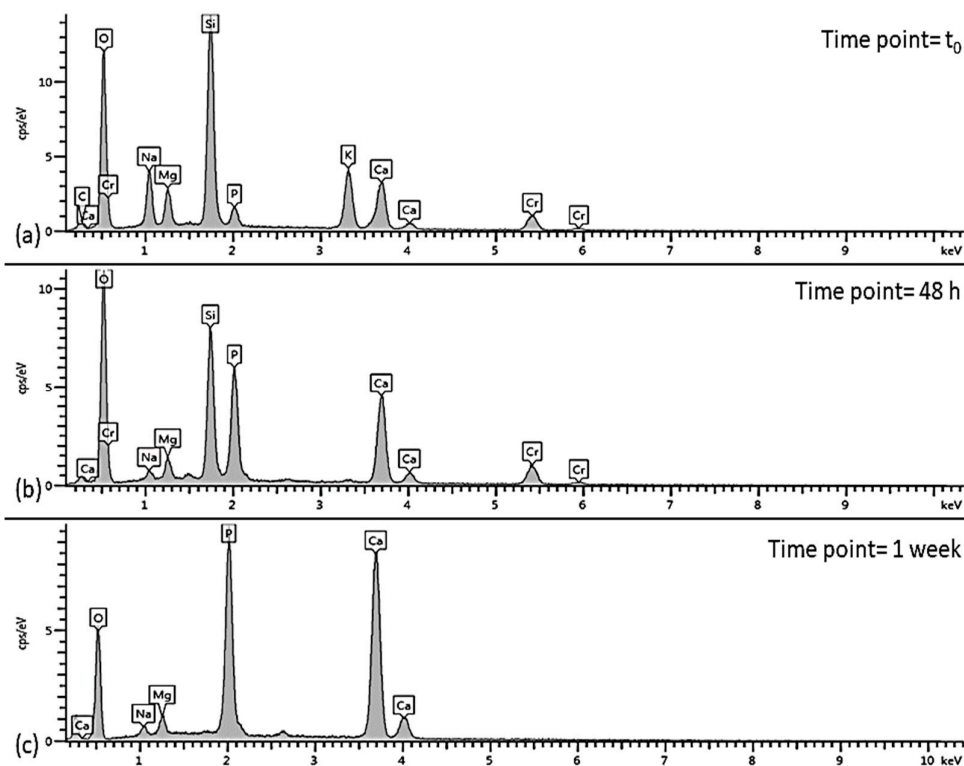 Time point= t0
Si
O
10
cps/eV
Na
K
Ca
5
Mg
C
Cr
P
Ca
Ca
Cr
Cr
0
(a)
1 2 3 4 5 6 7 8 9 10 keV
Time point= 48 h
O
10
Si
cps/eV
P
Ca
5
Cr
Mg
Na
Ca
Ca
Cr
Cr
0
(b)
1 2 3 4 5 6 7 8 9 10 keV
Time point= 1 week
P
Ca
O
5
cps/eV
Mg
Na
Ca
Ca
0
(c)
1 2 3 4 5 6 7 8 9 10 keV